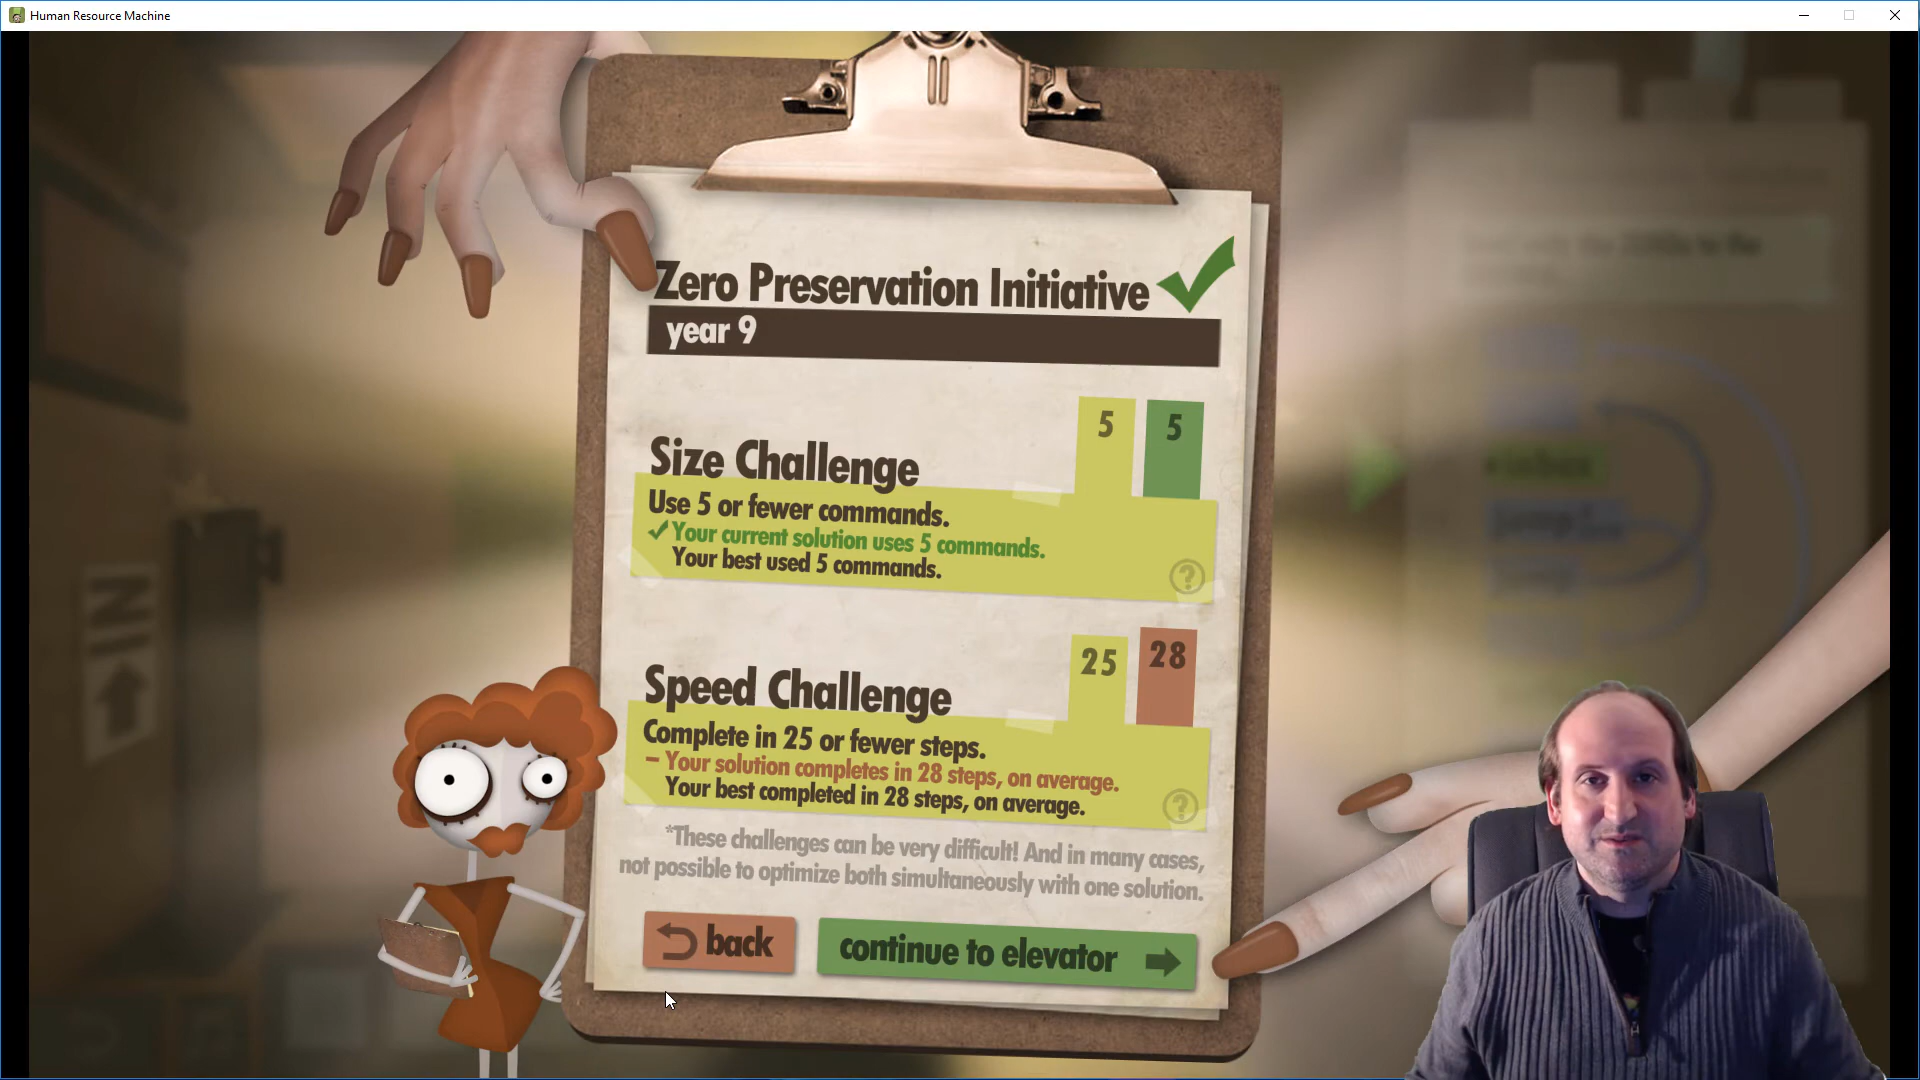 Human Resource Machine
Zero Preservation Initiative
year 9
5
5
Size Challenge
Use 5 or fewer commands.
Your current solution uses 5 commands.
Your best used 5 commands.
?
25
28
Speed Challenge
Complete in 25 or fewer steps.
– Your solution completes in 28 steps, on average.
Your best completed in 28 steps, on average.
?
*These challenges can be very difficult! And in many cases,
not possible to optimize both simultaneously with one solution.
back
continue to elevator
IN